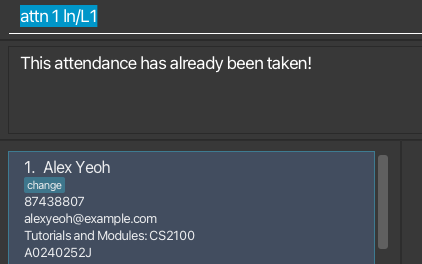 attn 1 ln/L1
This attendance has already been taken!
1. Alex Yeoh
change
87438807
alexyeoh@example.com
Tutorials and Modules: CS2100
A0240252J